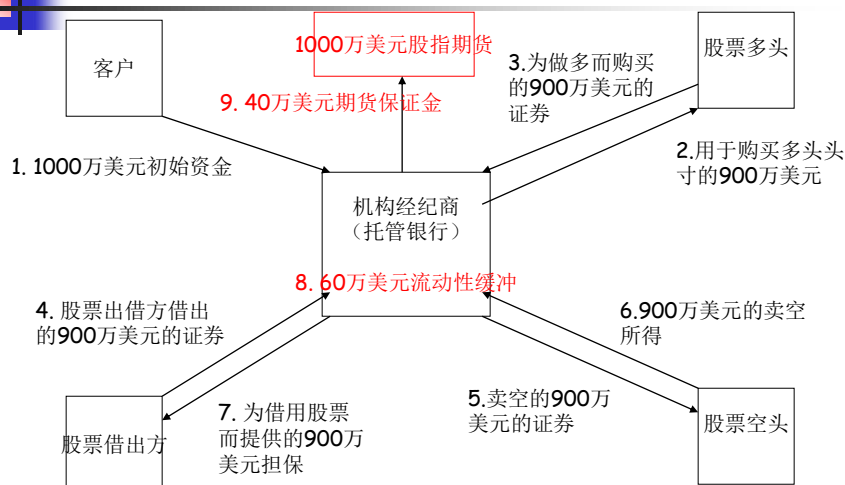 客户
1000万美元股指期货
股票多头
3.为做多而购买
的900万美元的
证券
9. 40万美元期货保证金
1. 1000万美元初始资金
2.用于购买多头头
寸的900万美元
机构经纪商
（托管银行）
8. 60万美元流动性缓冲
4. 股票出借方借出
的900万美元的证券
6.900万美元的卖空
所得
7. 为借用股票
而提供的900万
美元担保
5.卖空的900万
美元的证券
股票借出方
股票空头